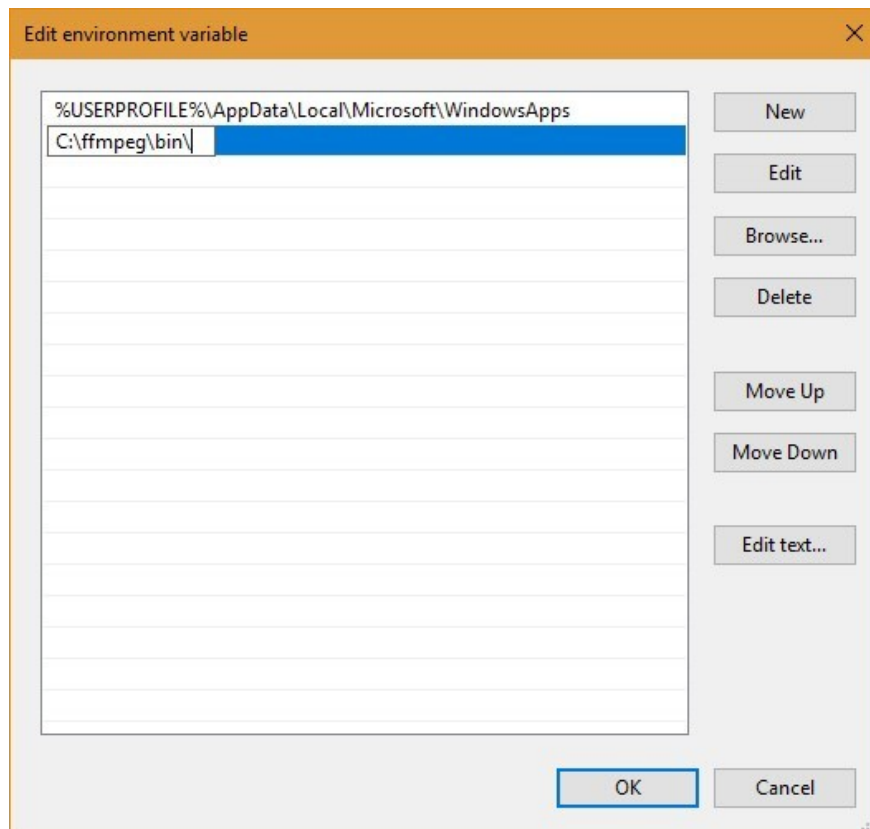 Edit environment variable
%USERPROFILE%\AppData\Local\Microsoft\WindowsApps
C:\ffmpeg\bin\
New
Edit
Browse...
Delete
Move Up
Move Down
Edit text...
OK
Cancel